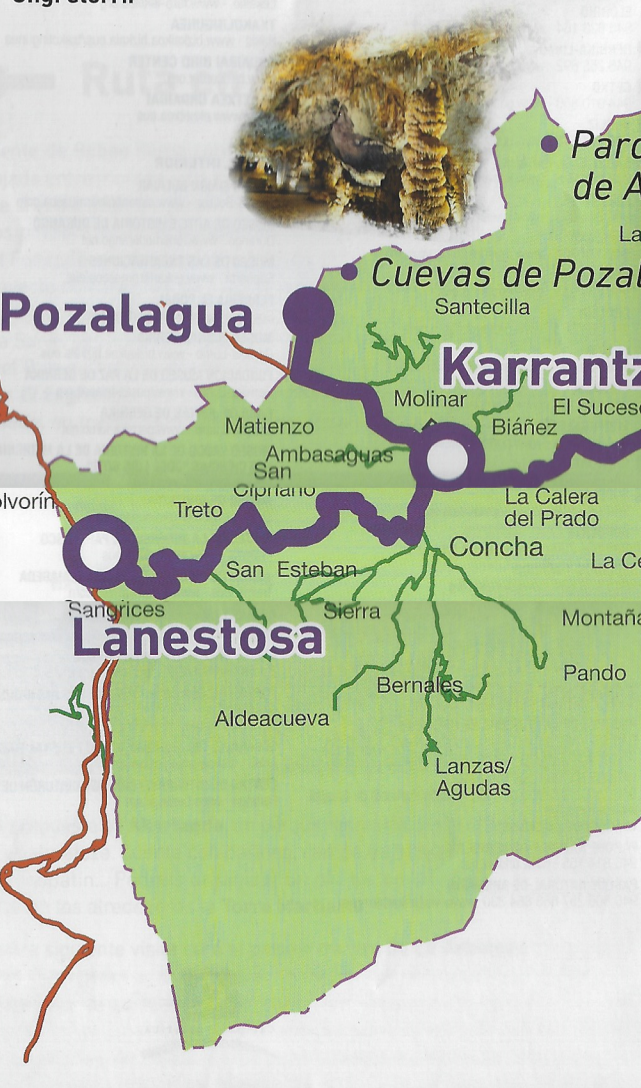 Parc
de A
La
Cuevas de Pozal
Santecilla
Pozalagua
Karrantz
Molinar
El Suceso
Matienzo
Biáñez
Ambasaguas
San
Cipriano
olvorín
Treto
La Calera
del Prado
Concha
San Esteban
La Ce
Sangrices
Sierra
Montaña
Lanestosa
Pando
Bernales
Aldeacueva
Lanzas/
Agudas